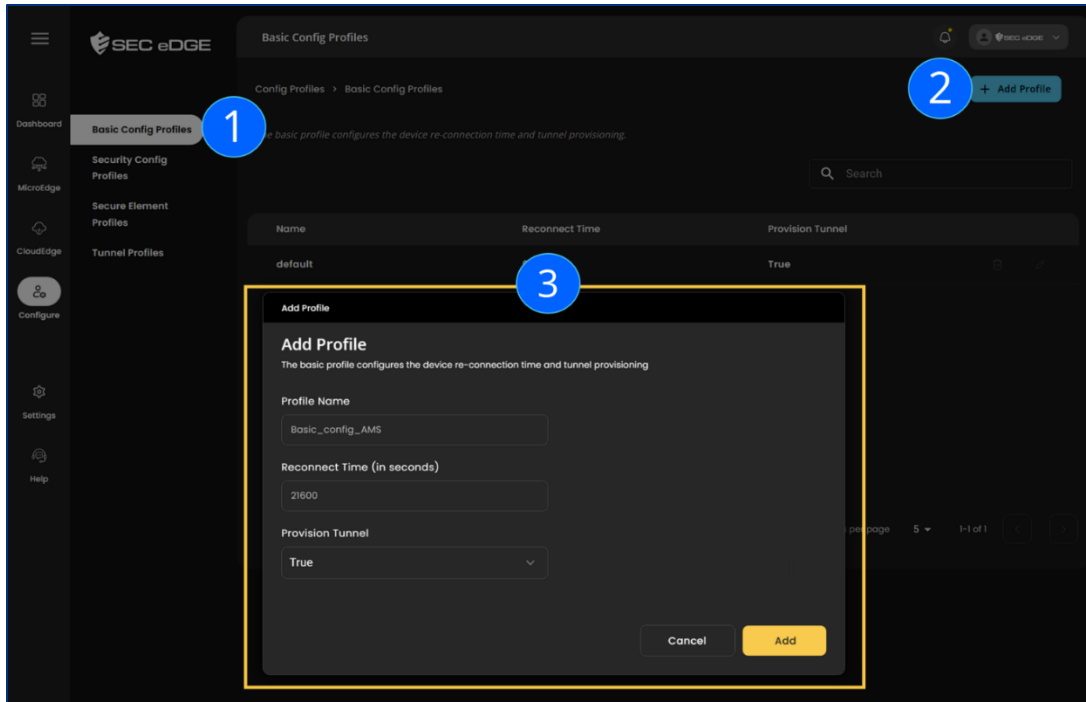 SEC eDGE
Basic Config Profiles
SEC eDGE
Config Profiles > Basic Config Profiles
2
+ Add Profile
Dashboard
MicroEdge
CloudEdge
Configure
Settings
Help
Basic Config Profiles
1
Security Config
Profiles
Secure Element
Profiles
Tunnel Profiles
basic profile configures the device re-connection time and tunnel provisioning.
Search
Name Reconnect Time Provision Tunnel
default True
3
Add Profile
Add Profile
The basic profile configures the device re-connection time and tunnel provisioning
Profile Name
Basic_config_AMS
Reconnect Time (in seconds)
21600
Provision Tunnel
True
Cancel Add
per page 5 1-1 of 1